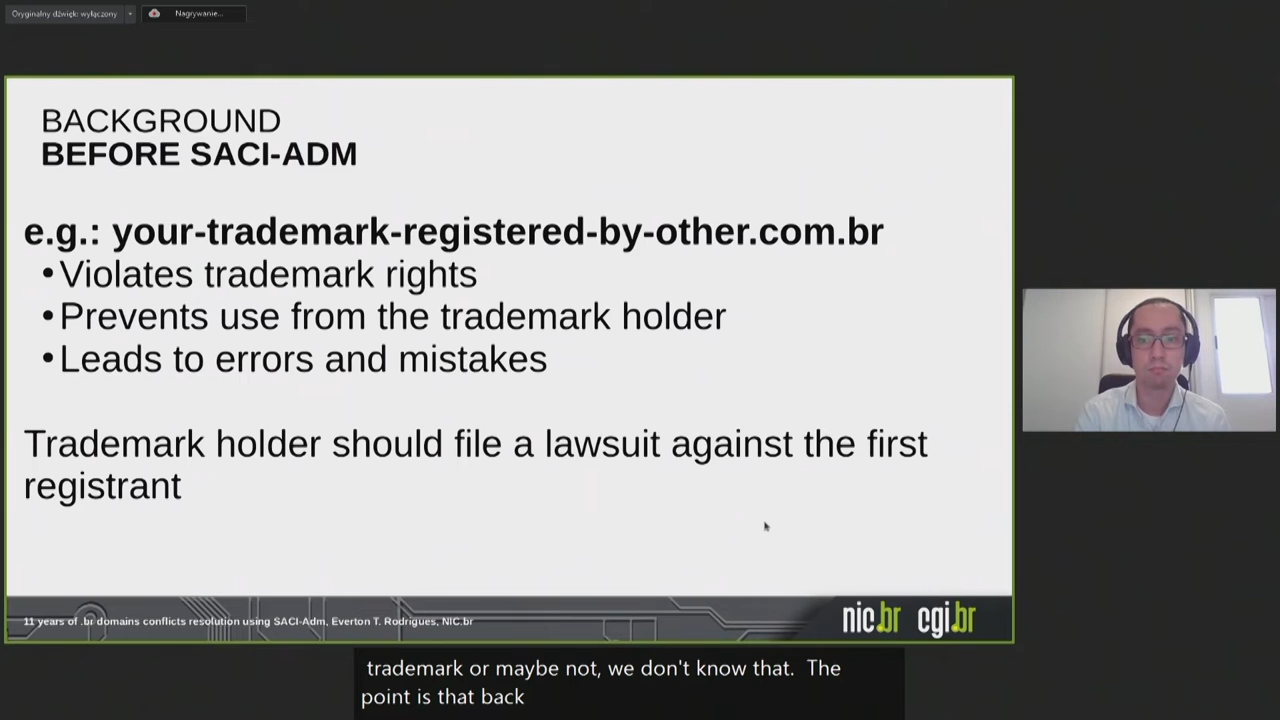 Oryginalny dźwięk: wyłączony
Nagrywanie...
BACKGROUND
BEFORE SACI-ADM
e.g.: your-trademark-registered-by-other.com.br
•Violates trademark rights
•Prevents use from the trademark holder
•Leads to errors and mistakes
Trademark holder should file a lawsuit against the first
registrant
11 years of .br domains conflicts resolution using SACI-Adm, Everton T. Rodrigues, NIC.br
nic.br cgi.br
trademark or maybe not, we don't know that. The
point is that back